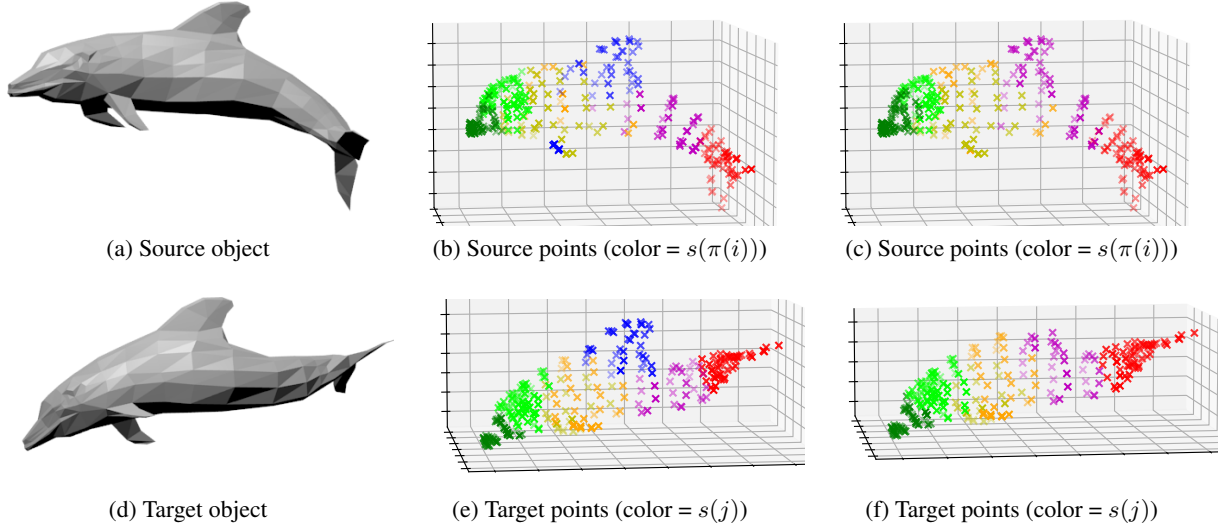 (a) Source object
(b) Source points (color = s(π(i)))
(c) Source points (color = s(π(i)))
(d) Target object
(e) Target points (color = s(j))
(f) Target points (color = s(j))